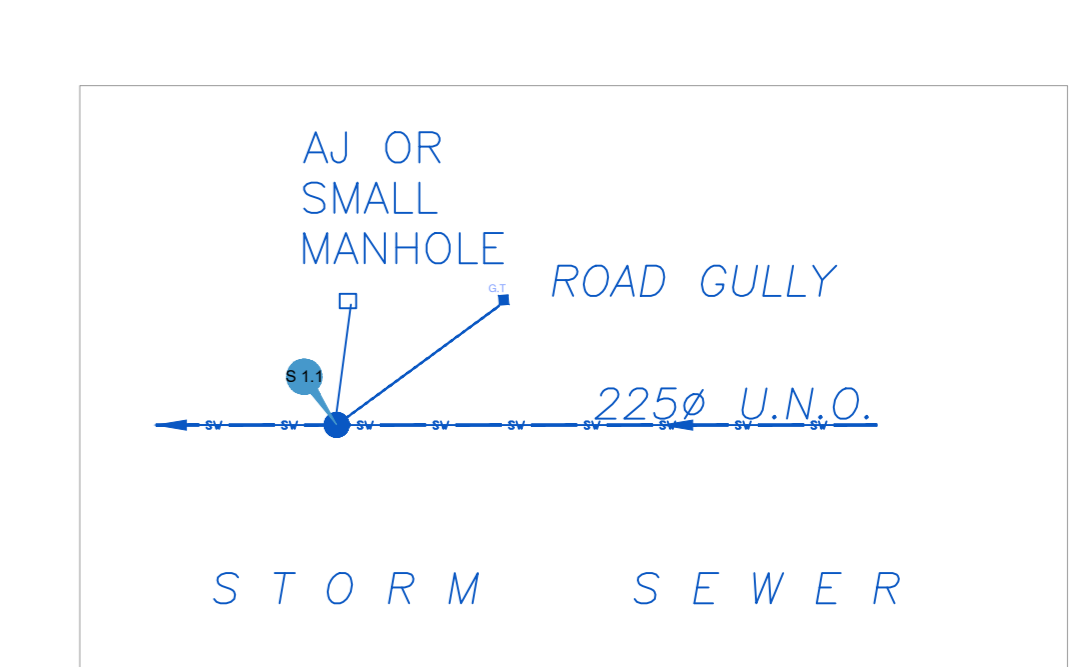 AJ OR
SMALL
MANHOLE
G.T
ROAD GULLY
S 1.1
225ø U.N.O.
SW SW SW SW SW SW SW SW SW
STORM SEWER